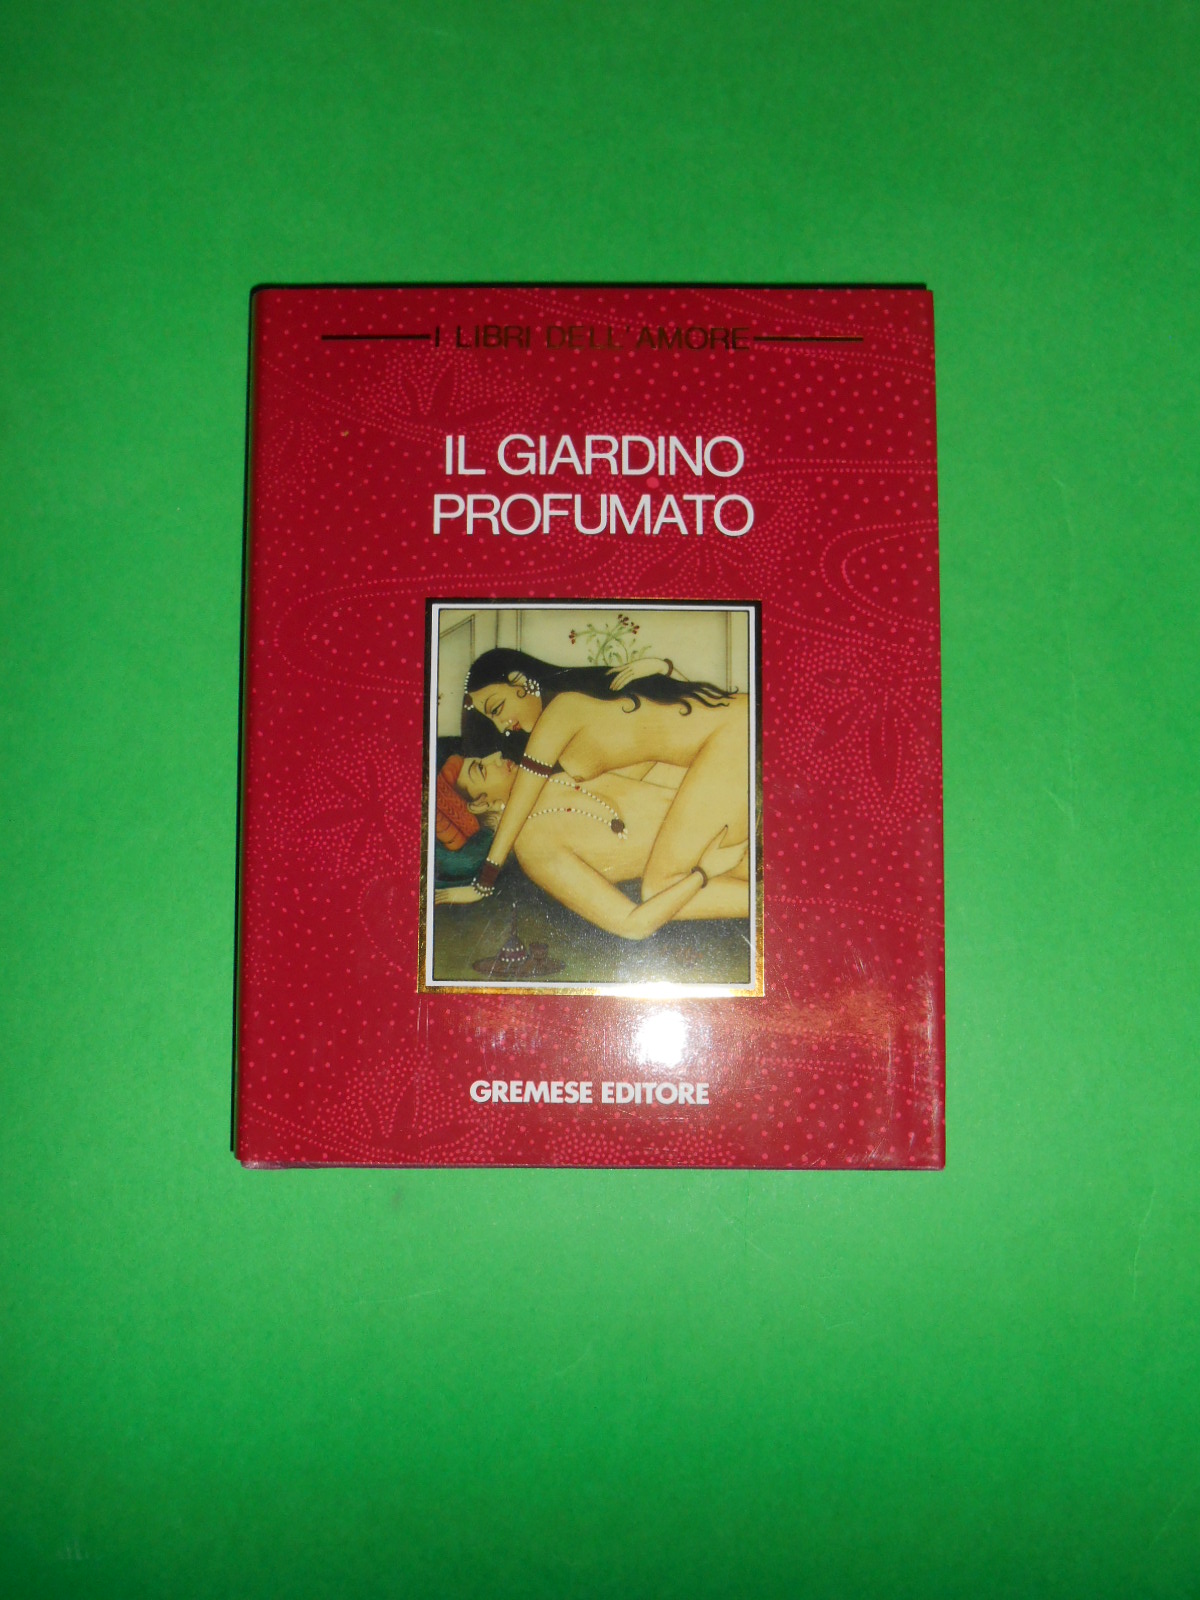 I LIBRI DELL'AMORE
IL GIARDINO
PROFUMATO
GREMESE EDITORE